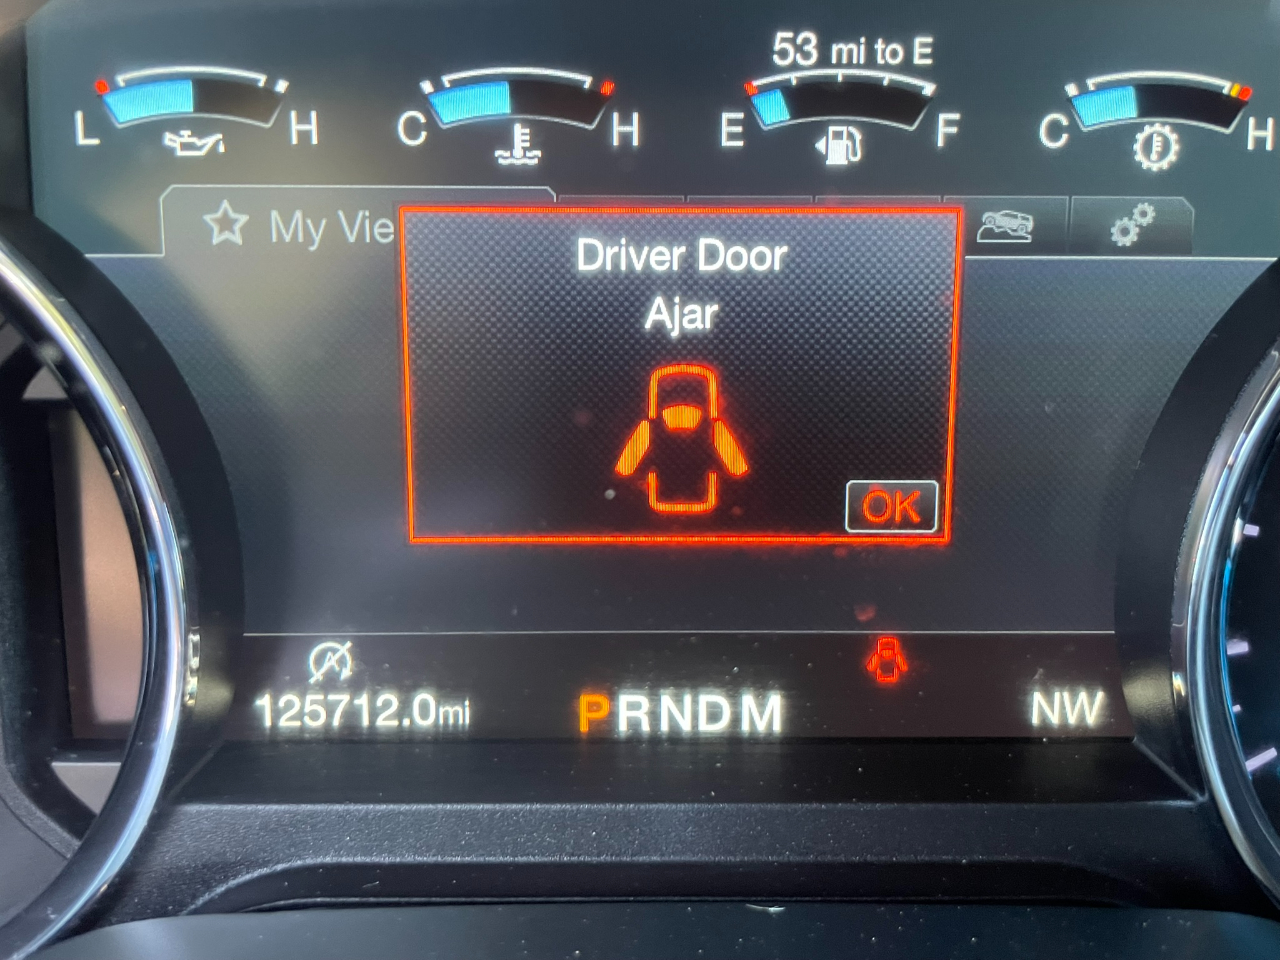 53 mi to E
L H C H E F C H
My Vie
Driver Door
Ajar
OK
A
125712.0mi PRNDM NW